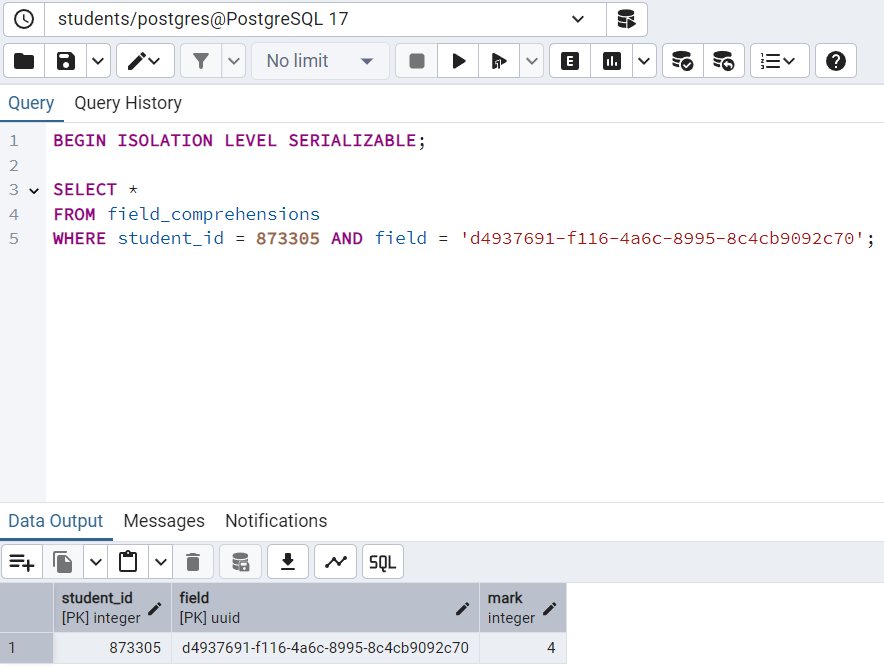 students/postgres@PostgreSQL 17
No limit
E
Query Query History
1 BEGIN ISOLATION LEVEL SERIALIZABLE;
2
3 SELECT *
4 FROM field_comprehensions
5 WHERE student_id = 873305 AND field = 'd4937691-f116-4a6c-8995-8c4cb9092c70';
Data Output Messages Notifications
SQL
student_id field mark
[PK] integer [PK] uuid integer
1 873305 d4937691-f116-4a6c-8995-8c4cb9092c70 4